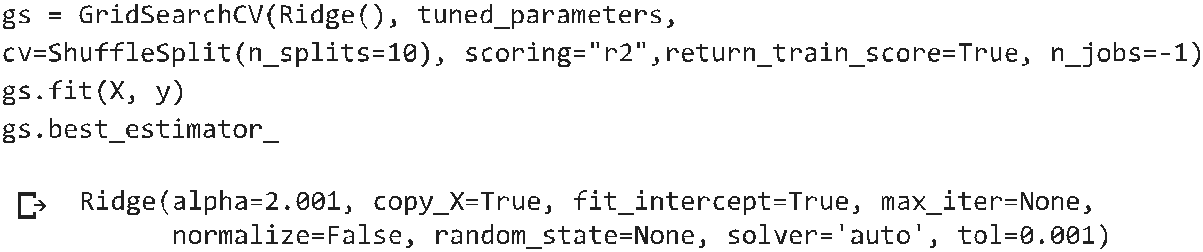 gs = GridSearchCV(Ridge(), tuned_parameters,
cv=ShuffleSplit(n_splits=10), scoring="r2",return_train_score=True, n_jobs=-1)
gs.fit(X, y)
gs.best_estimator_
Ridge(alpha=2.001, copy_X=True, fit_intercept=True, max_iter=None,
normalize=False, random_state=None, solver='auto', tol=0.001)